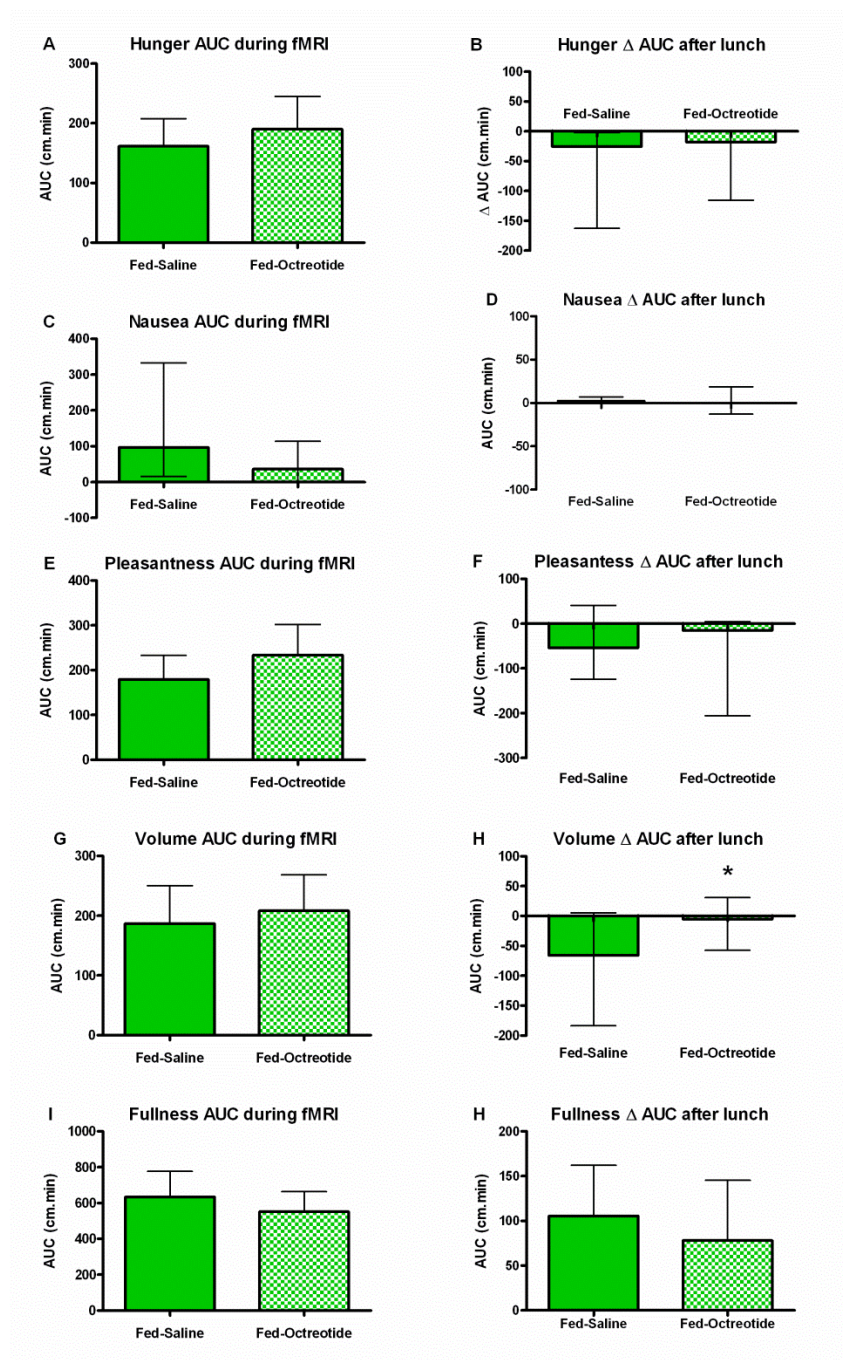 A Hunger AUC during fMRI
300
200
100
0
AUC (cm.min)
Fed-Saline Fed-Octreotide
B Hunger Δ AUC after lunch
100
50
0
-50
-100
-150
-200
Δ AUC (cm.min)
Fed-Saline Fed-Octreotide
C Nausea AUC during fMRI
400
300
200
100
0
-100
AUC (cm.min)
Fed-Saline Fed-Octreotide
D Nausea Δ AUC after lunch
100
50
0
-50
-100
AUC (cm.min)
Fed-Saline Fed-Octreotide
E Pleasantness AUC during fMRI
400
300
200
100
0
AUC (cm.min)
Fed-Saline Fed-Octreotide
F Pleasantess Δ AUC after lunch
100
0
-100
-200
-300
AUC (cm.min)
Fed-Saline Fed-Octreotide
G Volume AUC during fMRI
300
200
100
0
AUC (cm.min)
Fed-Saline Fed-Octreotide
H Volume Δ AUC after lunch
100
50
0
-50
-100
-150
-200
AUC (cm.min)
*
Fed-Saline Fed-Octreotide
I Fullness AUC during fMRI
1000
800
600
400
200
0
AUC (cm.min)
Fed-Saline Fed-Octreotide
H Fullness Δ AUC after lunch
200
150
100
50
0
AUC (cm.min)
Fed-Saline Fed-Octreotide